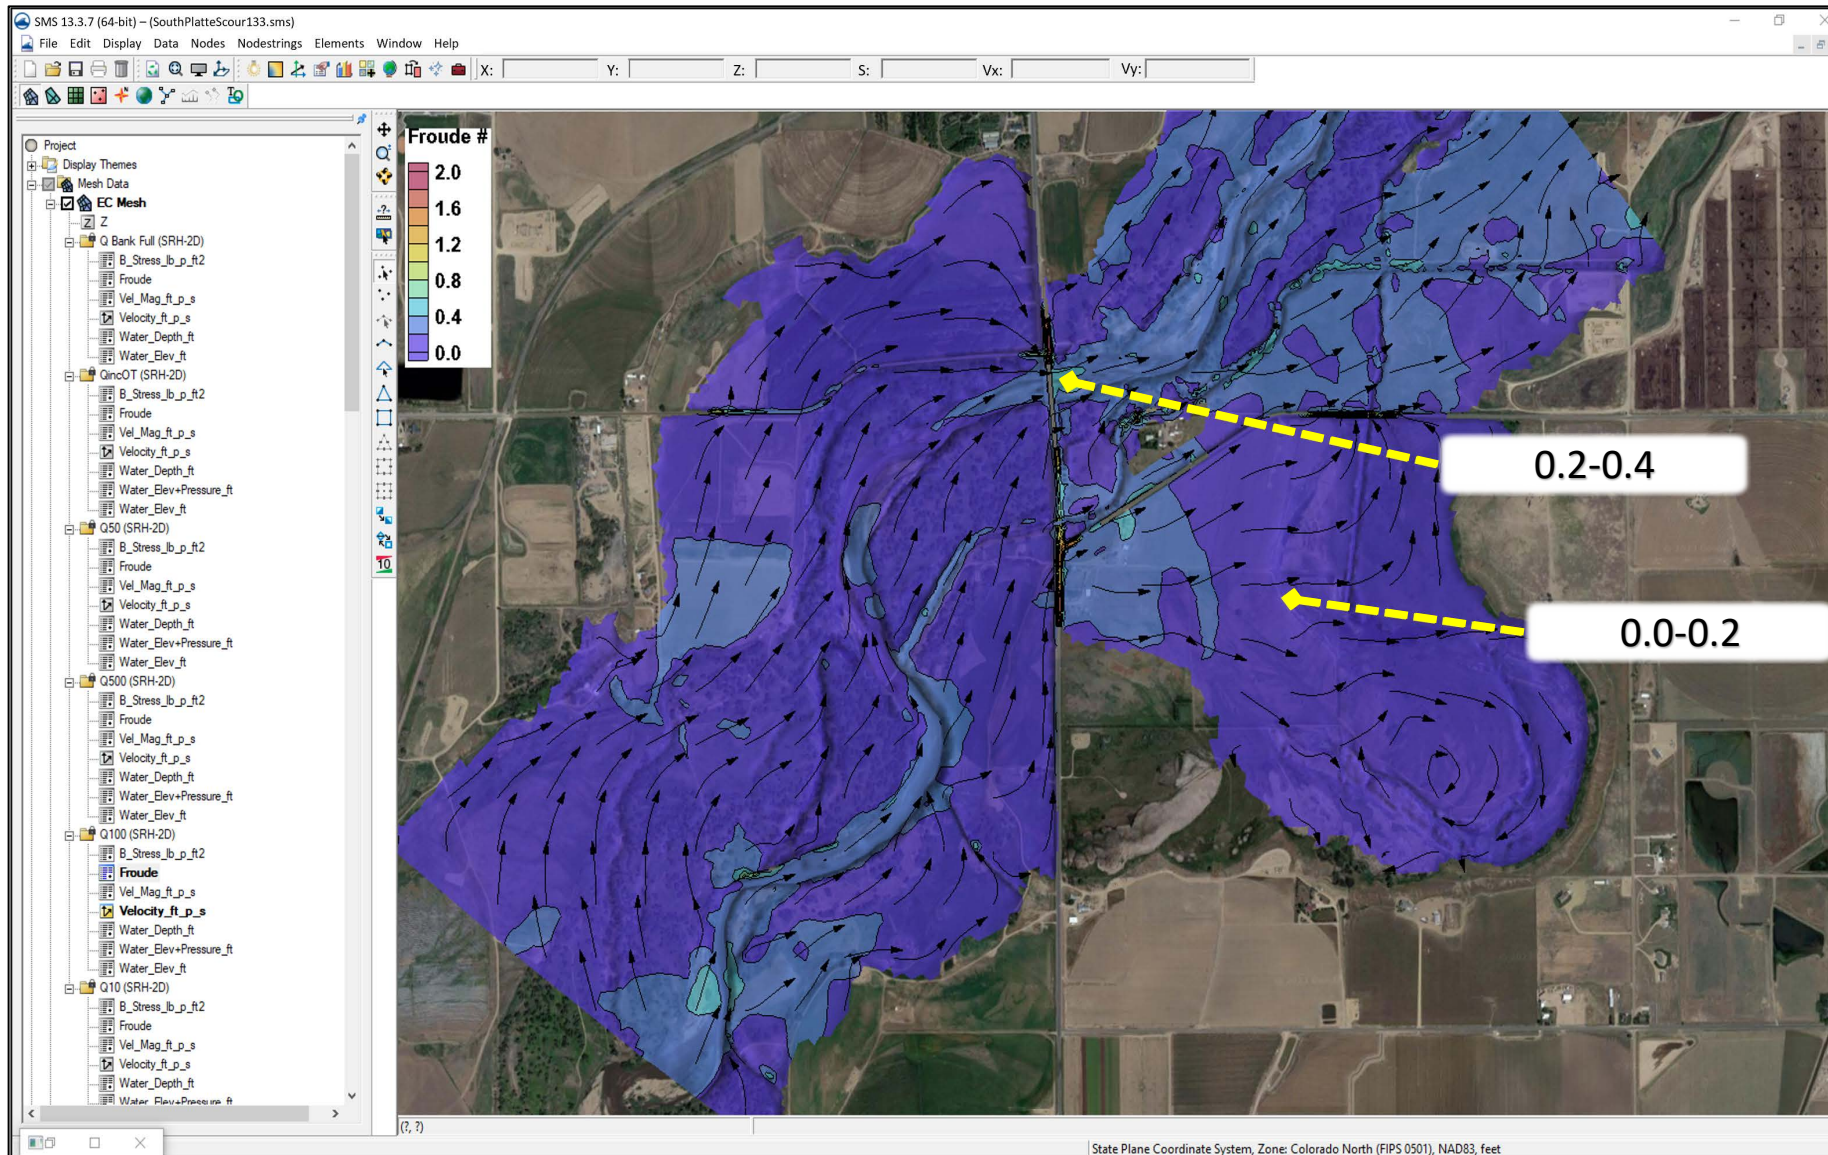 SMS 13.3.7 (64-bit) – (SouthPlatteScour133.sms)
File Edit Display Data Nodes Nodestrings Elements Window Help
X: Y: Z: S: Vx: Vy:
Project
Display Themes
Mesh Data
EC Mesh
Z Z
Q Bank Full (SRH-2D)
B_Stress_lb_p_ft2
Froude
Vel_Mag_ft_p_s
Velocity_ft_p_s
Water_Depth_ft
Water_Elev_ft
QincOT (SRH-2D)
B_Stress_lb_p_ft2
Froude
Vel_Mag_ft_p_s
Velocity_ft_p_s
Water_Depth_ft
Water_Elev+Pressure_ft
Water_Elev_ft
Q50 (SRH-2D)
B_Stress_lb_p_ft2
Froude
Vel_Mag_ft_p_s
Velocity_ft_p_s
Water_Depth_ft
Water_Elev+Pressure_ft
Water_Elev_ft
Q500 (SRH-2D)
B_Stress_lb_p_ft2
Froude
Vel_Mag_ft_p_s
Velocity_ft_p_s
Water_Depth_ft
Water_Elev+Pressure_ft
Water_Elev_ft
Q100 (SRH-2D)
B_Stress_lb_p_ft2
Froude
Vel_Mag_ft_p_s
Velocity_ft_p_s
Water_Depth_ft
Water_Elev+Pressure_ft
Water_Elev_ft
Q10 (SRH-2D)
B_Stress_lb_p_ft2
Froude
Vel_Mag_ft_p_s
Velocity_ft_p_s
Water_Depth_ft
Water_Elev+Pressure_ft
10
Froude #
2.0
1.6
1.2
0.8
0.4
0.0
0.2-0.4
0.0-0.2
(?, ?)
State Plane Coordinate System, Zone: Colorado North (FIPS 0501), NAD83, feet